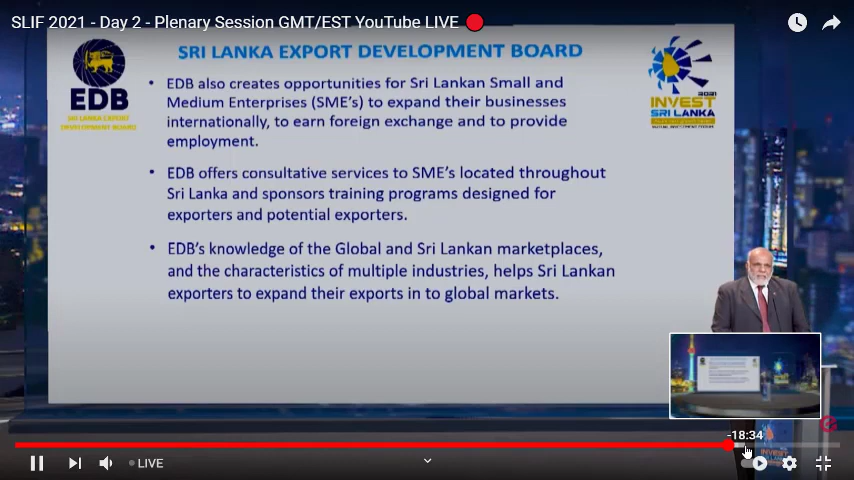 SLIF 2021 - Day 2 - Plenary Session GMT/EST YouTube LIVE
SRI LANKA EXPORT DEVELOPMENT BOARD
EDB
SRI LANKA EXPORT
DEVELOPMENT BOARD
2021
INVEST
SRI LANKA
• EDB also creates opportunities for Sri Lankan Small and
Medium Enterprises (SME's) to expand their businesses
internationally, to earn foreign exchange and to provide
employment.
• EDB offers consultative services to SME's located throughout
Sri Lanka and sponsors training programs designed for
exporters and potential exporters.
• EDB's knowledge of the Global and Sri Lankan marketplaces,
and the characteristics of multiple industries, helps Sri Lankan
exporters to expand their exports in to global markets.
-18:34
LIVE
INVEST